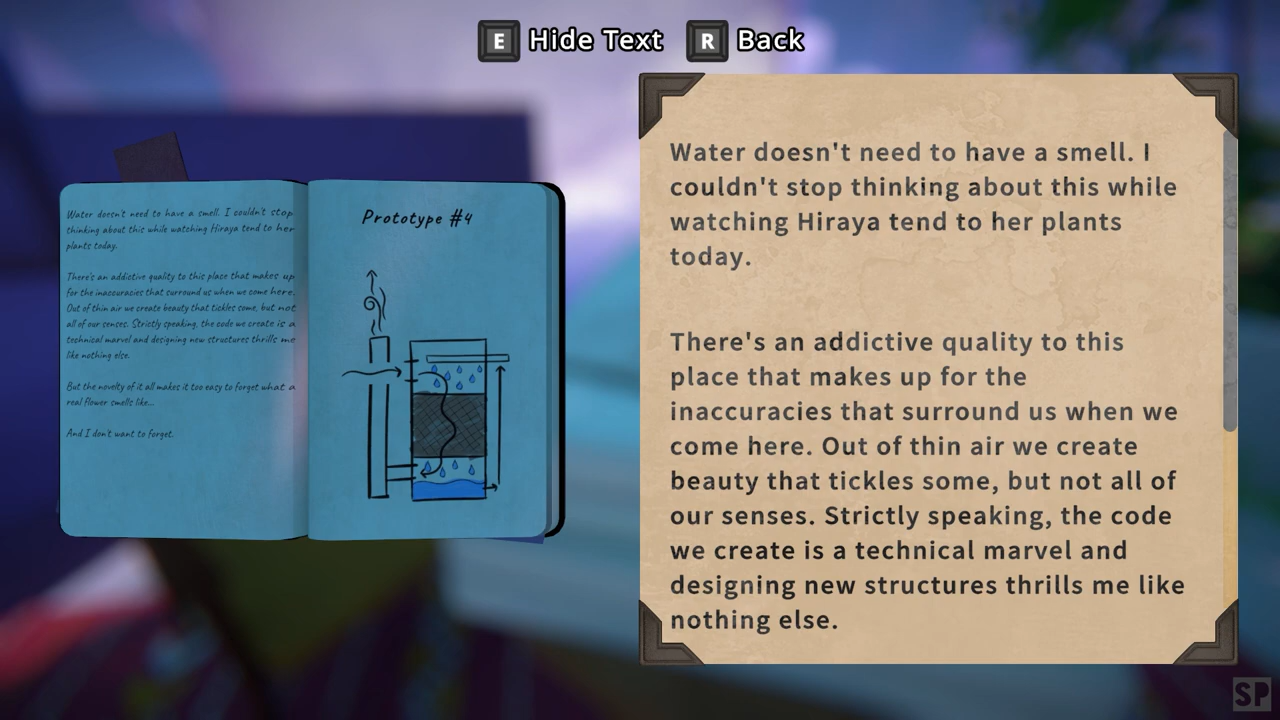 E Hide Text R Back
Water doesn't need to have a smell. I couldn't stop
thinking about this while watching Hiraya tend to her
plants today.
There's an addictive quality to this place that makes up
for the inaccuracies that surround us when we come here.
Out of thin air we create beauty that tickles some, but not
all of our senses. Strictly speaking, the code we create is a
technical marvel and designing new structures thrills me
like nothing else.
But the novelty of it all makes it too easy to forget what a
real flower smells like...
And I don't want to forget.
Prototype #4
Water doesn't need to have a smell. I
couldn't stop thinking about this while
watching Hiraya tend to her plants
today.
There's an addictive quality to this
place that makes up for the
inaccuracies that surround us when we
come here. Out of thin air we create
beauty that tickles some, but not all of
our senses. Strictly speaking, the code
we create is a technical marvel and
designing new structures thrills me like
nothing else.
SP